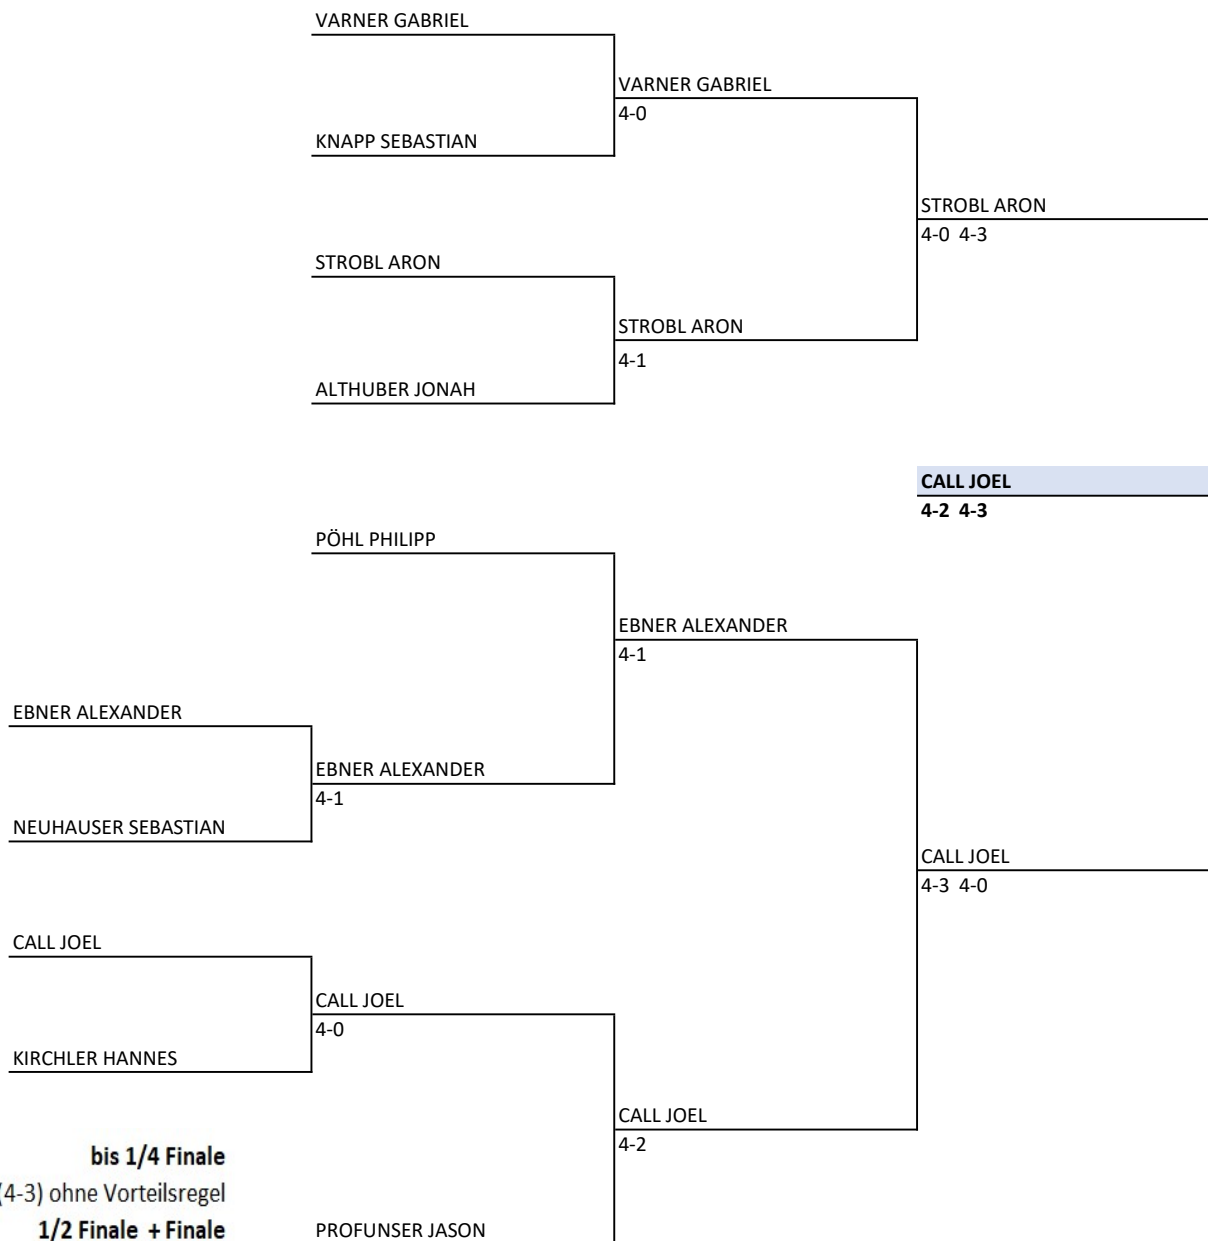 VARNER GABRIEL
VARNER GABRIEL
4-0
KNAPP SEBASTIAN
STROBL ARON
4-0 4-3
STROBL ARON
STROBL ARON
4-1
ALTHUBER JONAH
CALL JOEL
4-2 4-3
PÖHL PHILIPP
EBNER ALEXANDER
4-1
EBNER ALEXANDER
EBNER ALEXANDER
4-1
NEUHAUSER SEBASTIAN
CALL JOEL
4-3 4-0
CALL JOEL
CALL JOEL
4-0
KIRCHLER HANNES
CALL JOEL
4-2
bis 1/4 Finale
(4-3) ohne Vorteilsregel
1/2 Finale + Finale
PROFUNSER JASON